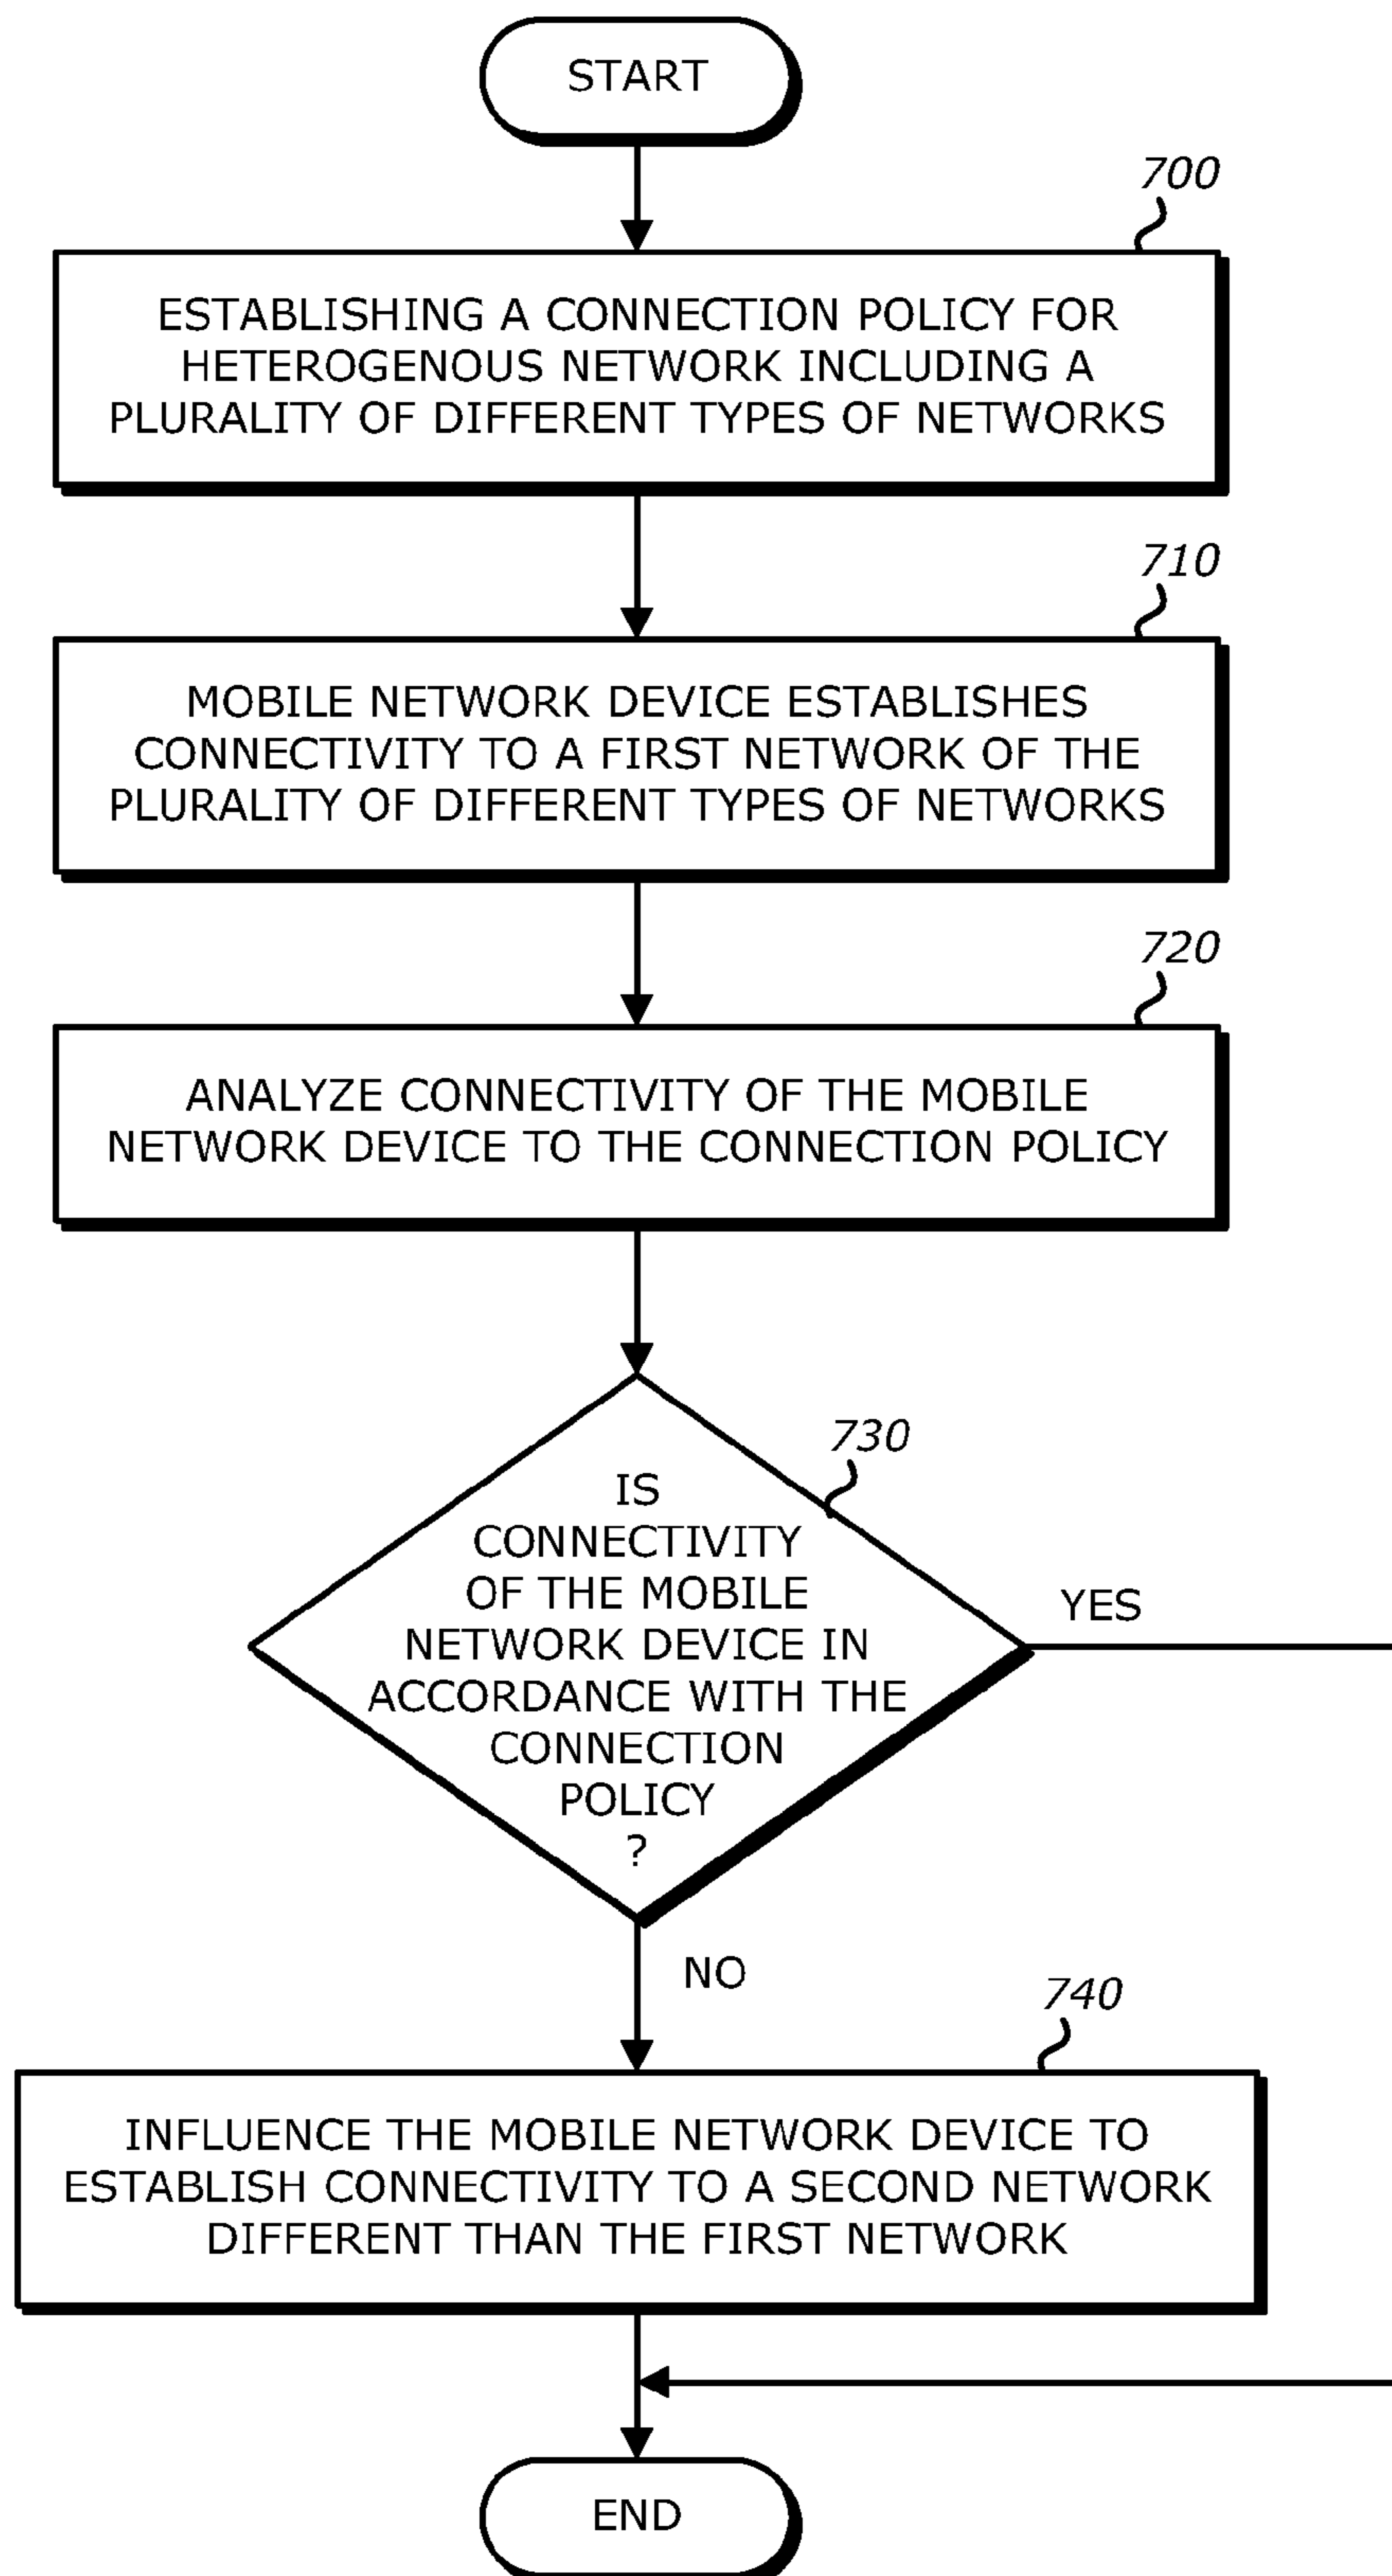 START
700
ESTABLISHING A CONNECTION POLICY FOR
HETEROGENOUS NETWORK INCLUDING A
PLURALITY OF DIFFERENT TYPES OF NETWORKS
710
MOBILE NETWORK DEVICE ESTABLISHES
CONNECTIVITY TO A FIRST NETWORK OF THE
PLURALITY OF DIFFERENT TYPES OF NETWORKS
720
ANALYZE CONNECTIVITY OF THE MOBILE
NETWORK DEVICE TO THE CONNECTION POLICY
730
IS
CONNECTIVITY
OF THE MOBILE
NETWORK DEVICE IN
ACCORDANCE WITH THE
CONNECTION
POLICY
?
YES
NO
740
INFLUENCE THE MOBILE NETWORK DEVICE TO
ESTABLISH CONNECTIVITY TO A SECOND NETWORK
DIFFERENT THAN THE FIRST NETWORK
END